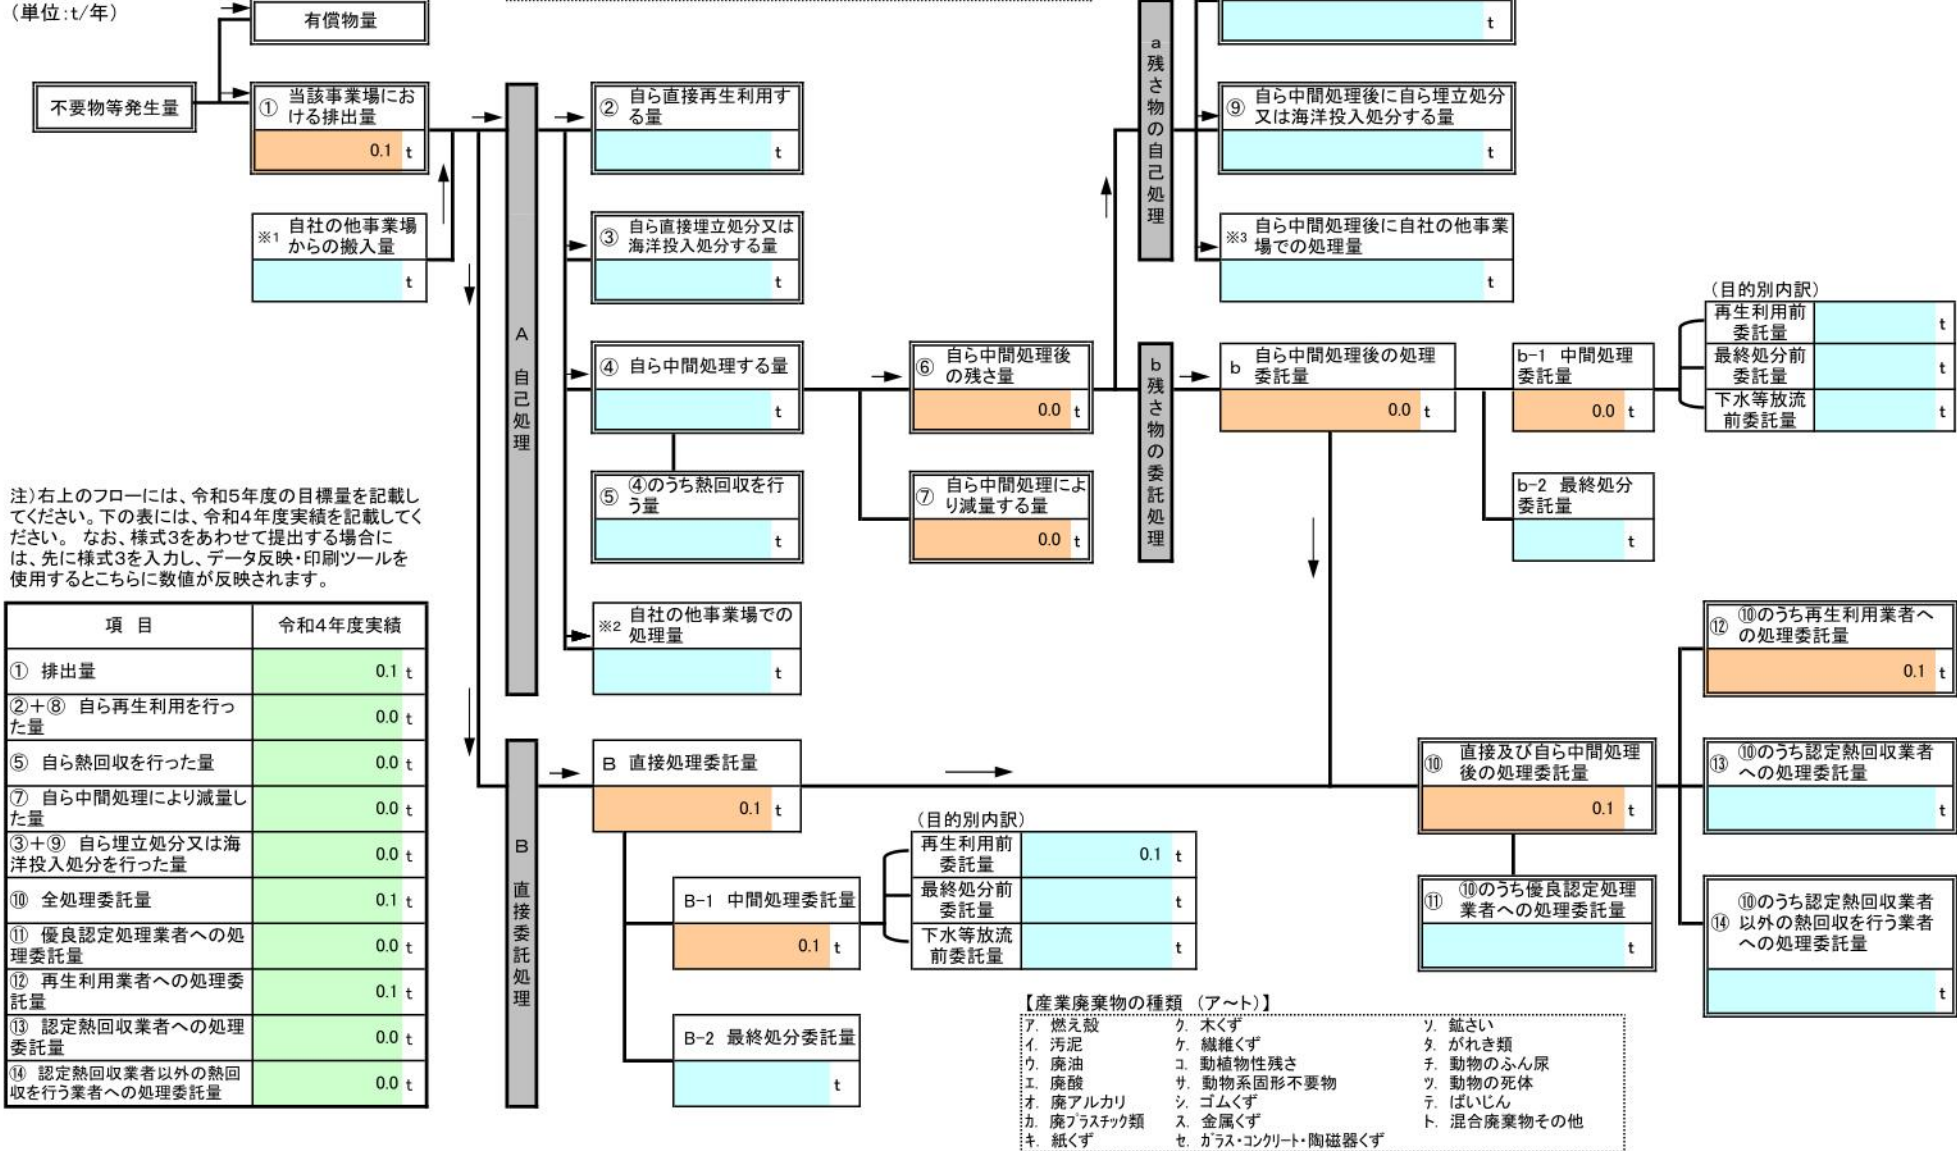 (単位:t/年)
有償物量
t
不要物等発生量
① 当該事業場にお
ける排出量
0.1 t
※1 自社の他事業場
からの搬入量
t
A 自己処理
② 自ら直接再生利用す
る量
t
③ 自ら直接埋立処分又は
海洋投入処分する量
t
④ 自ら中間処理する量
t
⑤ ④のうち熱回収を行
う量
t
※2 自社の他事業場での
処理量
t
⑥ 自ら中間処理後
の残さ量
0.0 t
⑦ 自ら中間処理によ
り減量する量
0.0 t
a 残さ物の自己処理
⑨ 自ら中間処理後に自ら埋立処分
又は海洋投入処分する量
t
※3 自ら中間処理後に自社の他事業
場での処理量
t
b 残さ物の委託処理
b 自ら中間処理後の処理
委託量
0.0 t
b-1 中間処理
委託量
0.0 t
b-2 最終処分
委託量
t
(目的別内訳)
再生利用前
委託量
t
最終処分前
委託量
t
下水等放流
前委託量
t
注)右上のフローには、令和5年度の目標量を記載し
てください。下の表には、令和4年度実績を記載してく
ださい。 なお、様式3をあわせて提出する場合に
は、先に様式3を入力し、データ反映・印刷ツールを
使用するとこちらに数値が反映されます。
項 目 令和4年度実績
① 排出量 0.1 t
②+⑧ 自ら再生利用を行っ
た量 0.0 t
⑤ 自ら熱回収を行った量 0.0 t
⑦ 自ら中間処理により減量し
た量 0.0 t
③+⑨ 自ら埋立処分又は海
洋投入処分を行った量 0.0 t
⑩ 全処理委託量 0.1 t
⑪ 優良認定処理業者への処
理委託量 0.0 t
⑫ 再生利用業者への処理委
託量 0.1 t
⑬ 認定熱回収業者への処理
委託量 0.0 t
⑭ 認定熱回収業者以外の熱回
収を行う業者への処理委託量 0.0 t
B 直接委託処理
B 直接処理委託量
0.1 t
B-1 中間処理委託量
0.1 t
B-2 最終処分委託量
t
(目的別内訳)
再生利用前
委託量
0.1 t
最終処分前
委託量
t
下水等放流
前委託量
t
⑩ 直接及び自ら中間処理
後の処理委託量
0.1 t
⑪ ⑩のうち優良認定処理
業者への処理委託量
t
⑫ ⑩のうち再生利用業者へ
の処理委託量
0.1 t
⑬ ⑩のうち認定熱回収業者
への処理委託量
t
⑭ ⑩のうち認定熱回収業者
以外の熱回収を行う業者
への処理委託量
t
【産業廃棄物の種類 (ア~ト)】
ア. 燃え殻 ク. 木くず ソ. 鉱さい
イ. 汚泥 ケ. 繊維くず タ. がれき類
ウ. 廃油 コ. 動植物性残さ チ. 動物のふん尿
エ. 廃酸 サ. 動物系固形不要物 ツ. 動物の死体
オ. 廃アルカリ シ. ゴムくず テ. ばいじん
カ. 廃プラスチック類 ス. 金属くず ト. 混合廃棄物その他
キ. 紙くず セ. ガラス・コンクリート・陶磁器くず